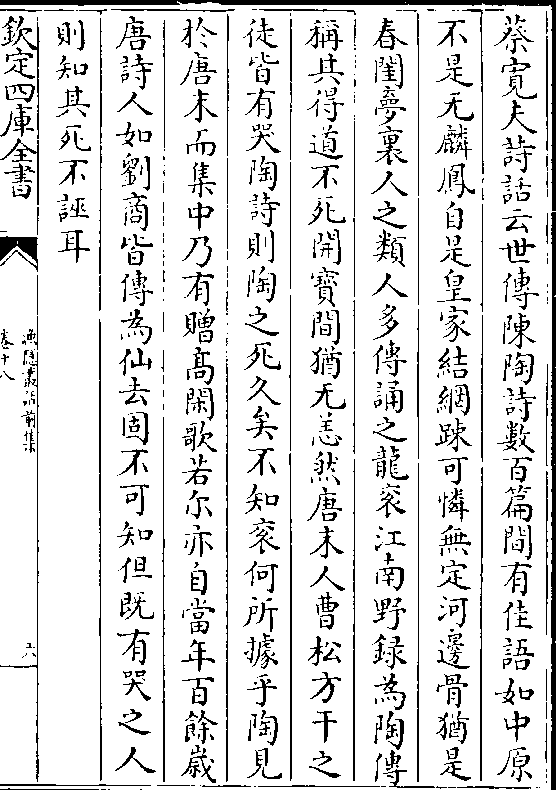 蔡寛夫詩話云世傳陳陶詩數百篇間有佳語如中原
不是无麟鳳自是皇家結網踈可憐無定河邊骨猶是
春閨夢裏人之類人多傳誦之龍衮江南野録為陶傳
稱其得道不死開寳間猶无恙然唐末人曹松方干之
徒皆有哭陶詩則陶之死久矣不知衮何所據乎陶見
於唐末而集中乃有贈高閑歌若尔亦自當年百餘歲
唐詩人如劉商皆傳為仙去固不可知但既有哭之人
則知其死不誣耳
欽定四庫全書
漁隱叢話前集
卷十八
六